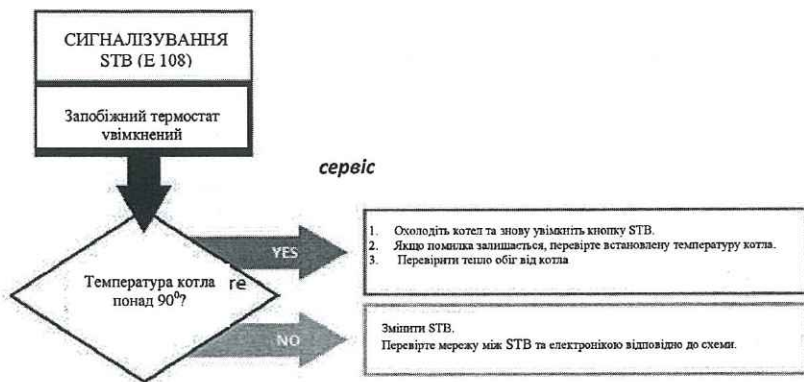 СИГНАЛІЗУВАННЯ
STB (E 108)
Запобіжний термостат
увімкнений
сервіс
YES
1. Охолодіть котел та знову увімкніть кнопку STB.
2. Якщо помилка залишається, перевірте встановлену температуру котла.
3. Перевірити тепло обіг від котла
Температура котла re
понад 90⁰?
NO
Змінити STB.
Перевірте мережу між STB та електронікою відповідно до схеми.